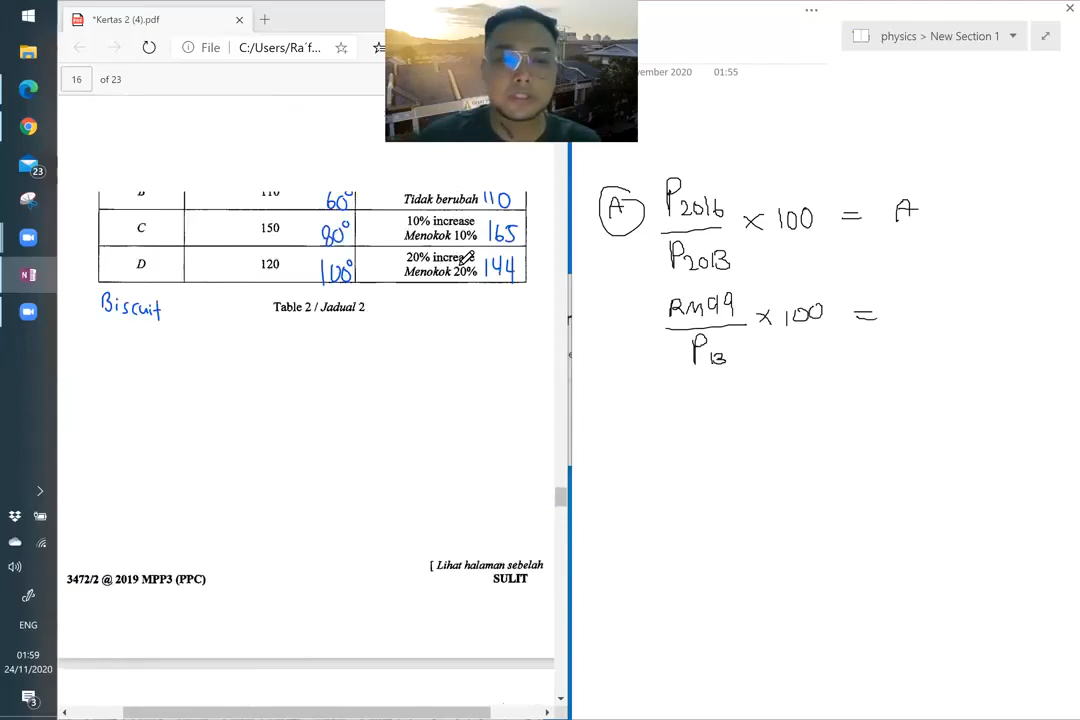 *Kertas 2 (4).pdf
File C:/Users/Ra´f...
16 of 23
physics > New Section 1
vember 2020 01:55
60° Tidak berubah 110
C 150 80° 10% increase
Menokok 10% 165
D 120 100° 20% increase
Menokok 20% 144
Biscuit
Table 2 / Jadual 2
[ Lihat halaman sebelah
3472/2 @ 2019 MPP3 (PPC) SULIT
A P2016 / P2013 × 100 = A
RM99 / P13 × 100 =
23
ENG
01:59
24/11/2020
3